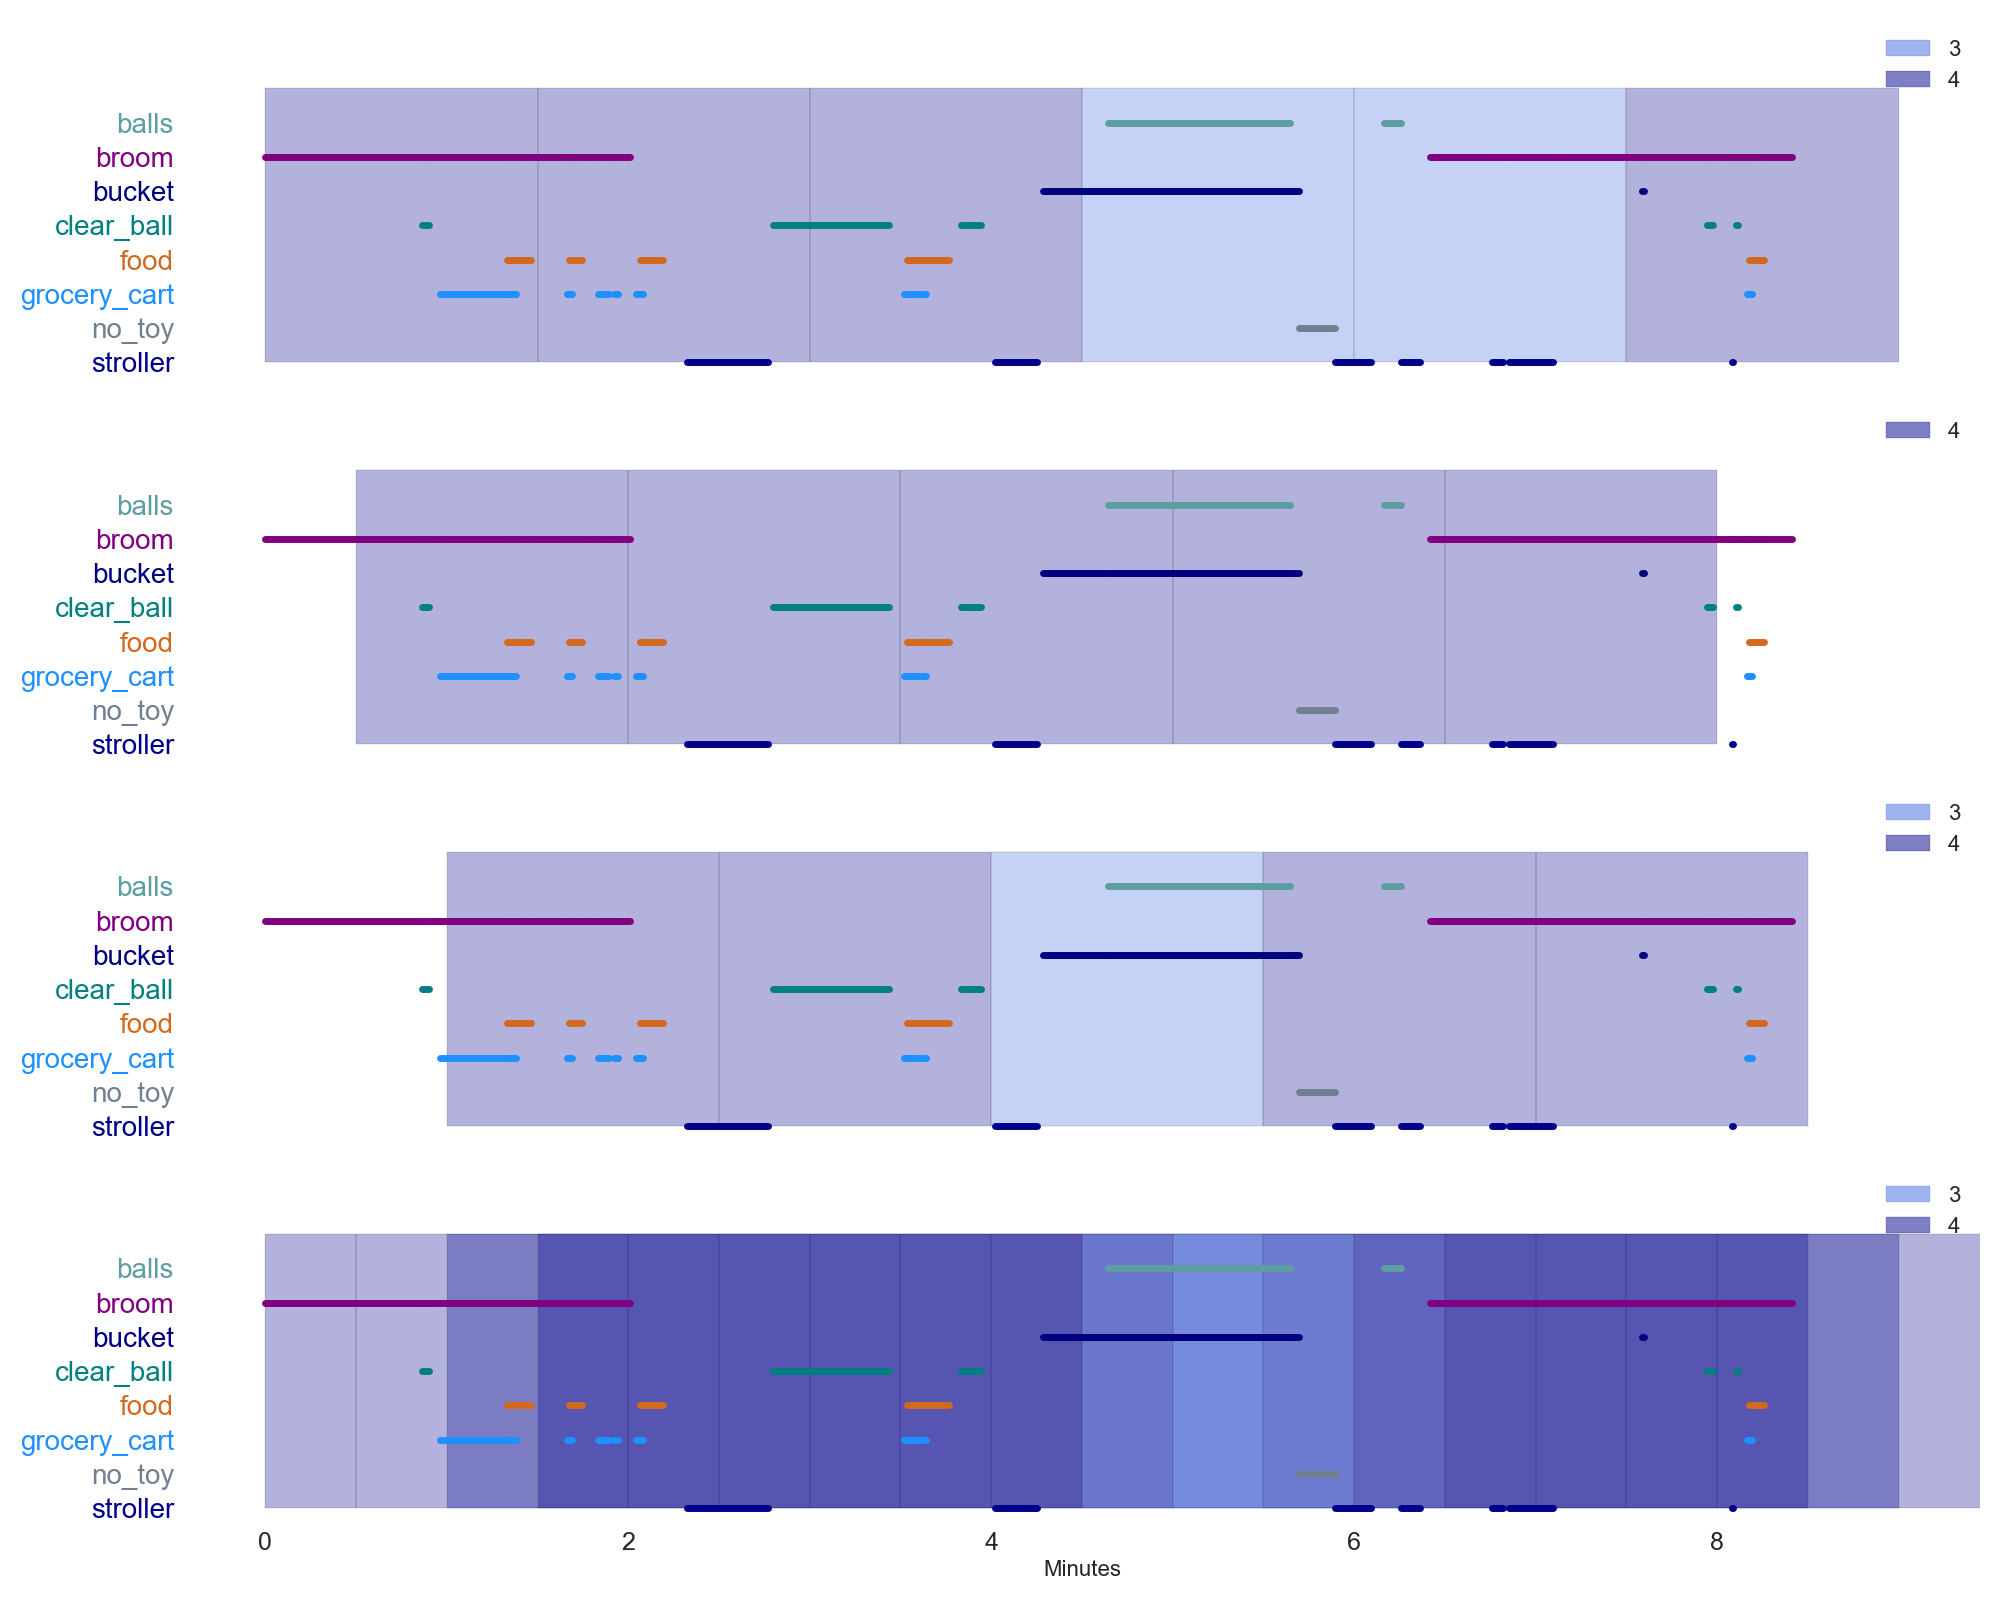 3
4
balls
broom
bucket
clear_ball
food
grocery_cart
no_toy
stroller
4
balls
broom
bucket
clear_ball
food
grocery_cart
no_toy
stroller
3
4
balls
broom
bucket
clear_ball
food
grocery_cart
no_toy
stroller
3
4
balls
broom
bucket
clear_ball
food
grocery_cart
no_toy
stroller
0 2 4 6 8
Minutes